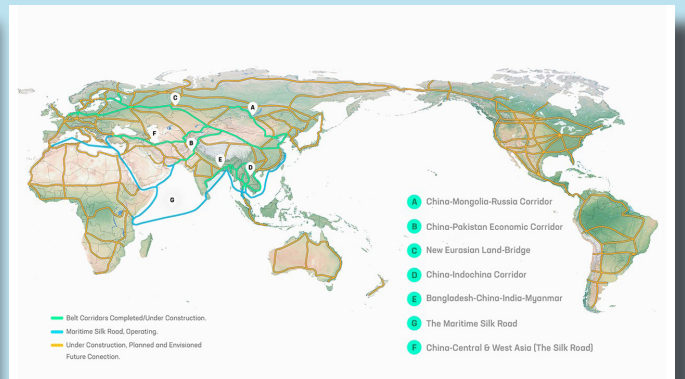 C
A
F
B
E
D
G
A China-Mongolia-Russia Corridor
B China-Pakistan Economic Corridor
C New Eurasian Land-Bridge
D China-Indochina Corridor
E Bangladesh-China-India-Myanmar
G The Maritime Silk Road
F China-Central & West Asia (The Silk Road)
Belt Corridors Completed/Under Construction.
Maritime Silk Road, Operating.
Under Construction, Planned and Envisioned
Future Conection.